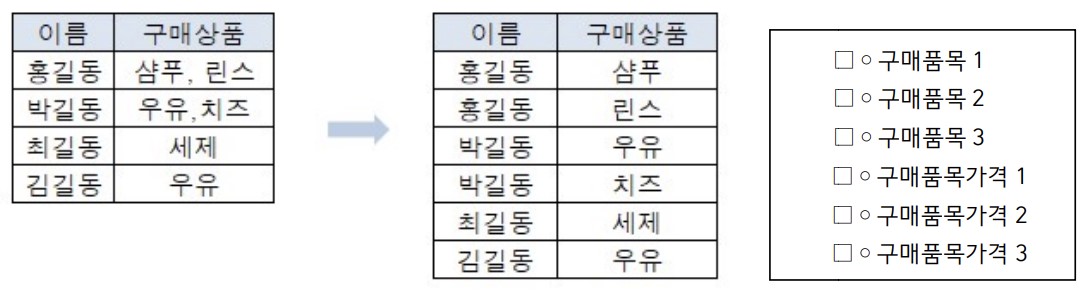 이름 구매상품
홍길동 샴푸, 린스
박길동 우유,치즈
최길동 세제
김길동 우유
이름 구매상품
홍길동 샴푸
홍길동 린스
박길동 우유
박길동 치즈
최길동 세제
김길동 우유
□ ○ 구매품목 1
□ ○ 구매품목 2
□ ○ 구매품목 3
□ ○ 구매품목가격 1
□ ○ 구매품목가격 2
□ ○ 구매품목가격 3